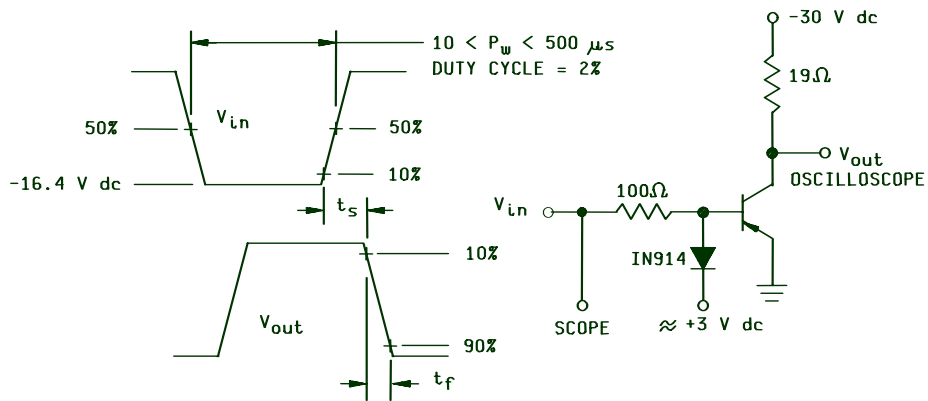 10 < Pw < 500 μs
DUTY CYCLE = 2%
Vin
50%
50%
10%
-16.4 V dc
ts
10%
Vout
90%
tf
-30 V dc
19Ω
Vout
OSCILLOSCOPE
100Ω
Vin
IN914
SCOPE
≈ +3 V dc